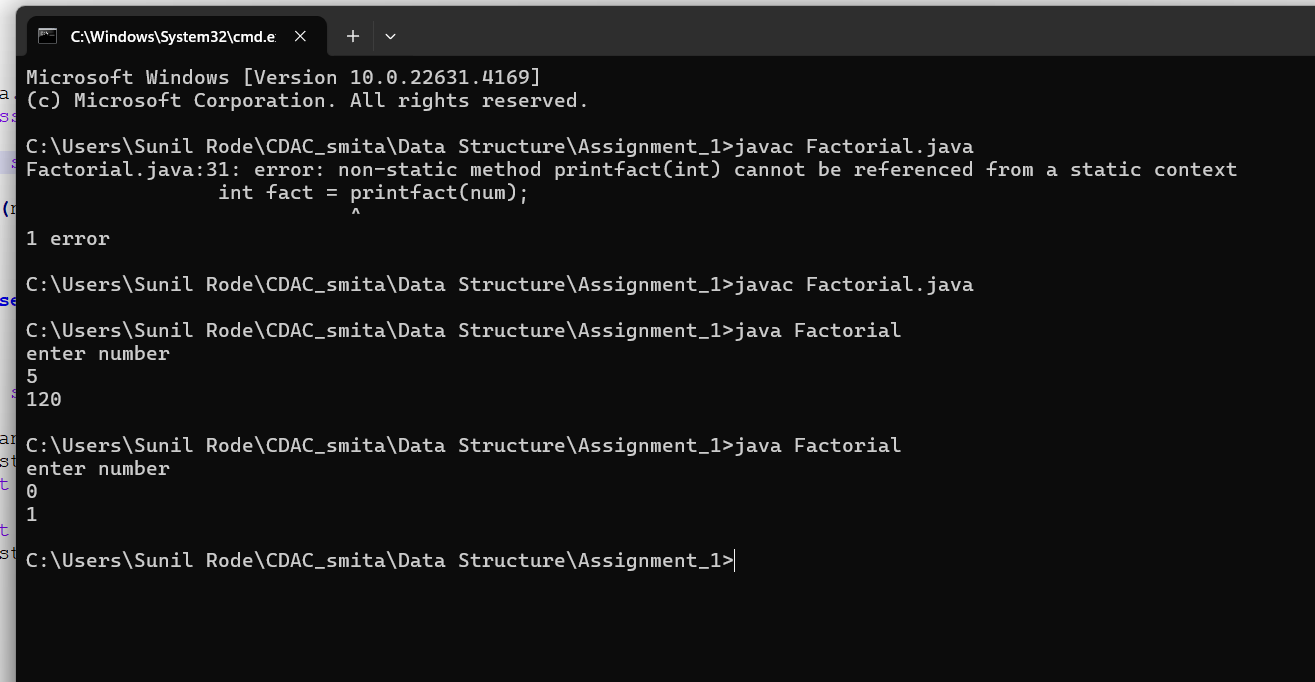 C:\Windows\System32\cmd.e
Microsoft Windows [Version 10.0.22631.4169]
(c) Microsoft Corporation. All rights reserved.
C:\Users\Sunil Rode\CDAC_smita\Data Structure\Assignment_1>javac Factorial.java
Factorial.java:31: error: non-static method printfact(int) cannot be referenced from a static context
int fact = printfact(num);
^
1 error
C:\Users\Sunil Rode\CDAC_smita\Data Structure\Assignment_1>javac Factorial.java
C:\Users\Sunil Rode\CDAC_smita\Data Structure\Assignment_1>java Factorial
enter number
5
120
C:\Users\Sunil Rode\CDAC_smita\Data Structure\Assignment_1>java Factorial
enter number
0
1
C:\Users\Sunil Rode\CDAC_smita\Data Structure\Assignment_1>